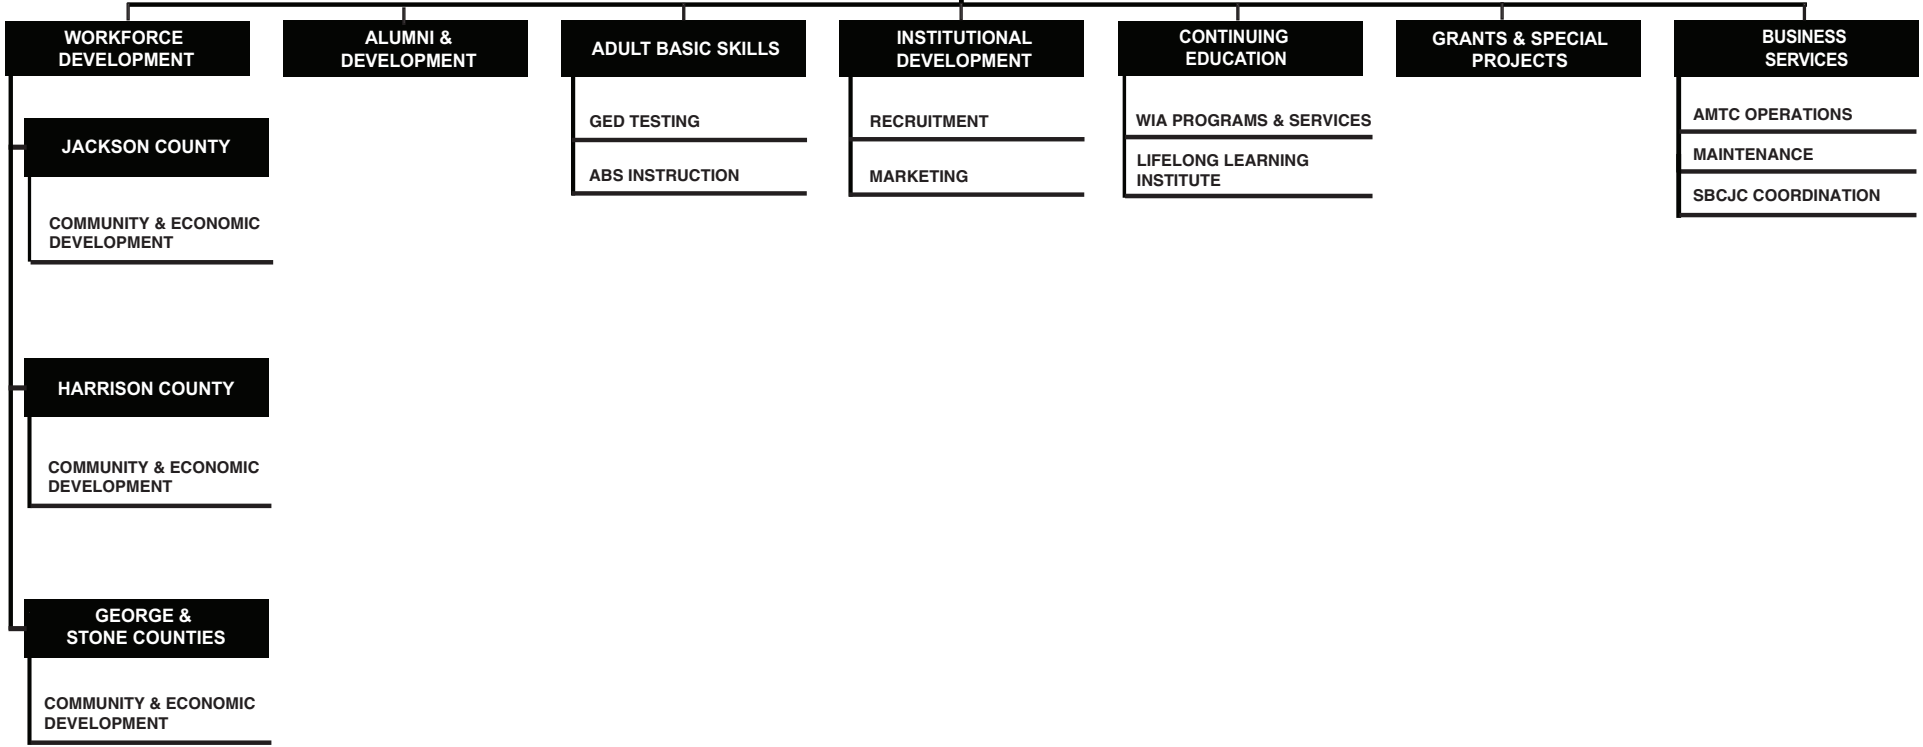 WORKFORCE
DEVELOPMENT
ALUMNI &
DEVELOPMENT
ADULT BASIC SKILLS
INSTITUTIONAL
DEVELOPMENT
CONTINUING
EDUCATION
GRANTS & SPECIAL
PROJECTS
BUSINESS
SERVICES
JACKSON COUNTY
COMMUNITY & ECONOMIC
DEVELOPMENT
HARRISON COUNTY
COMMUNITY & ECONOMIC
DEVELOPMENT
GEORGE &
STONE COUNTIES
COMMUNITY & ECONOMIC
DEVELOPMENT
GED TESTING
ABS INSTRUCTION
RECRUITMENT
MARKETING
WIA PROGRAMS & SERVICES
LIFELONG LEARNING
INSTITUTE
AMTC OPERATIONS
MAINTENANCE
SBCJC COORDINATION